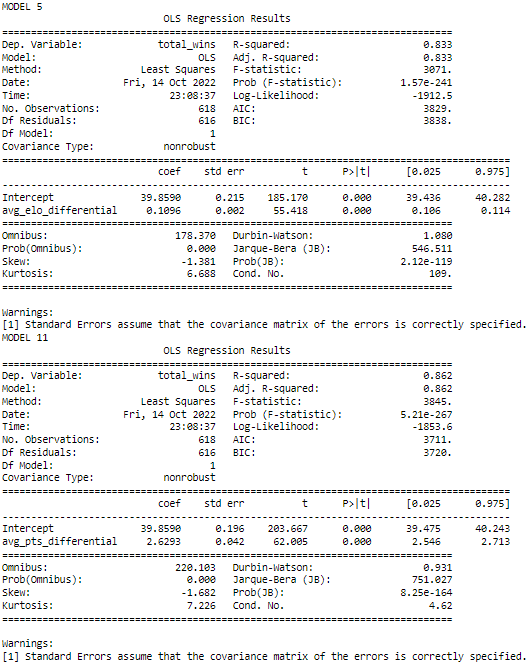 MODEL 5
OLS Regression Results
==============================================================================
Dep. Variable: total_wins R-squared: 0.833
Model: OLS Adj. R-squared: 0.833
Method: Least Squares F-statistic: 3071.
Date: Fri, 14 Oct 2022 Prob (F-statistic): 1.57e-241
Time: 23:08:37 Log-Likelihood: -1912.5
No. Observations: 618 AIC: 3829.
Df Residuals: 616 BIC: 3838.
Df Model: 1
Covariance Type: nonrobust
==============================================================================
coef std err t P>|t| [0.025 0.975]
------------------------------------------------------------------------------
Intercept 39.8590 0.215 185.170 0.000 39.436 40.282
avg_elo_differential 0.1096 0.002 55.418 0.000 0.106 0.114
==============================================================================
Omnibus: 178.370 Durbin-Watson: 1.080
Prob(Omnibus): 0.000 Jarque-Bera (JB): 546.511
Skew: -1.381 Prob(JB): 2.12e-119
Kurtosis: 6.688 Cond. No. 109.
==============================================================================
Warnings:
[1] Standard Errors assume that the covariance matrix of the errors is correctly specified.
MODEL 11
OLS Regression Results
==============================================================================
Dep. Variable: total_wins R-squared: 0.862
Model: OLS Adj. R-squared: 0.862
Method: Least Squares F-statistic: 3845.
Date: Fri, 14 Oct 2022 Prob (F-statistic): 5.21e-267
Time: 23:08:37 Log-Likelihood: -1853.6
No. Observations: 618 AIC: 3711.
Df Residuals: 616 BIC: 3720.
Df Model: 1
Covariance Type: nonrobust
==============================================================================
coef std err t P>|t| [0.025 0.975]
------------------------------------------------------------------------------
Intercept 39.8590 0.196 203.667 0.000 39.475 40.243
avg_pts_differential 2.6293 0.042 62.005 0.000 2.546 2.713
==============================================================================
Omnibus: 220.103 Durbin-Watson: 0.931
Prob(Omnibus): 0.000 Jarque-Bera (JB): 751.027
Skew: -1.682 Prob(JB): 8.25e-164
Kurtosis: 7.226 Cond. No. 4.62
==============================================================================
Warnings:
[1] Standard Errors assume that the covariance matrix of the errors is correctly specified.